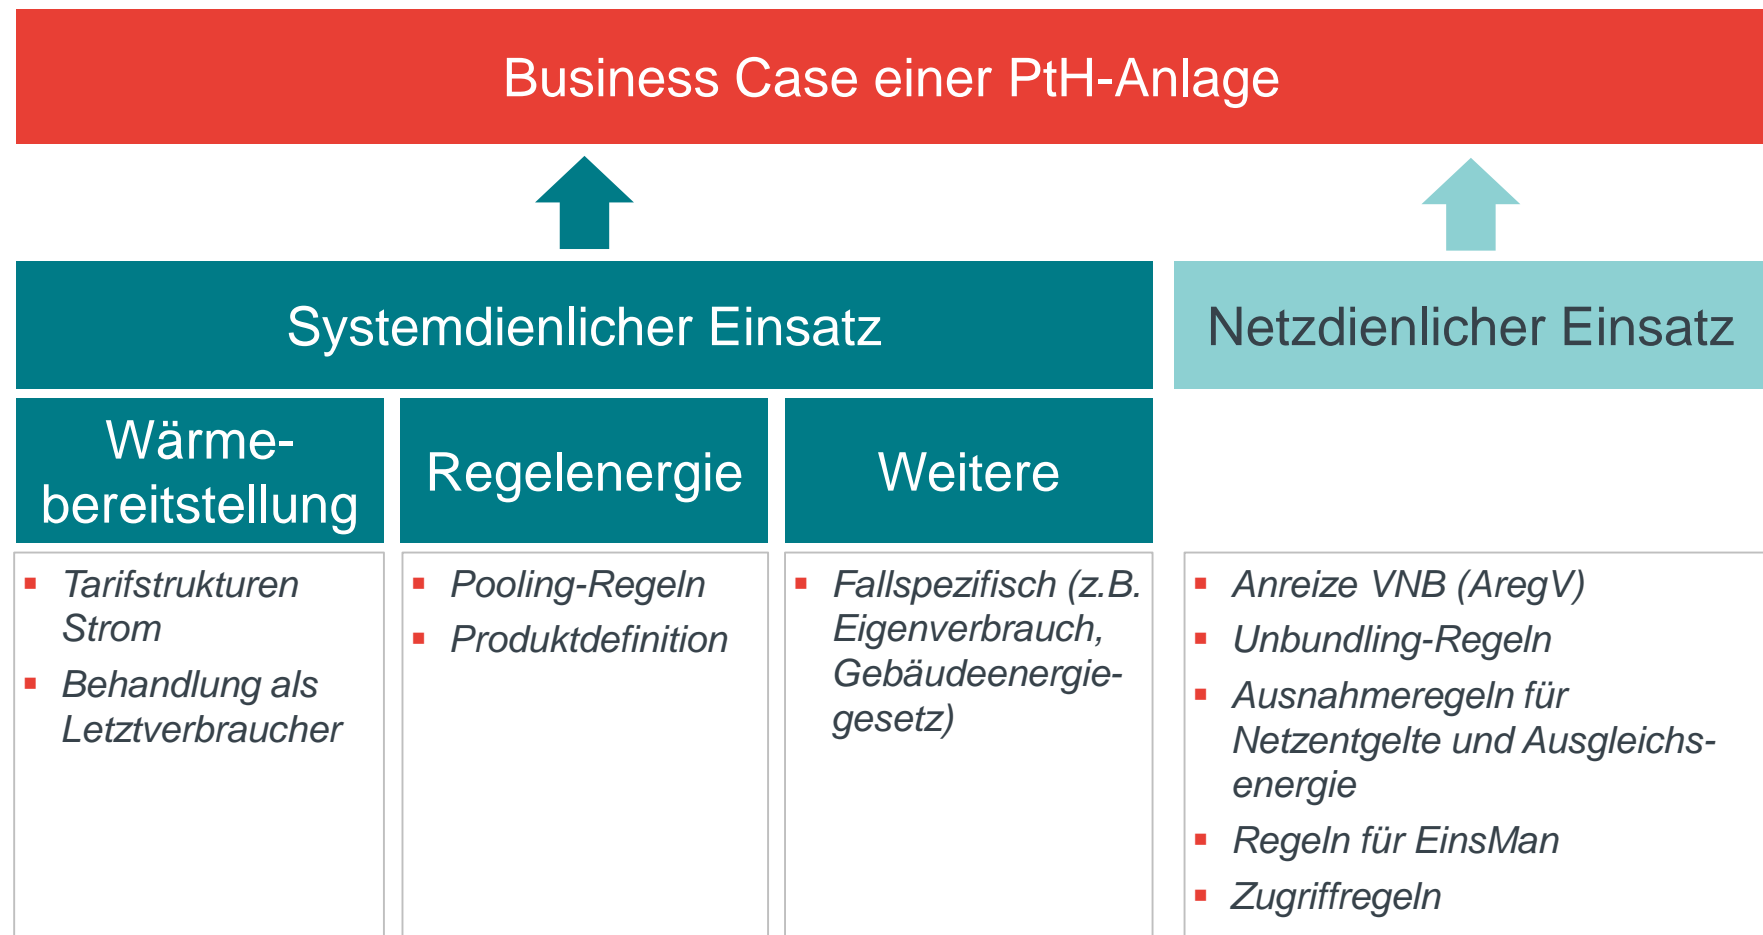 Business Case einer PtH-Anlage
Systemdienlicher Einsatz
Netzdienlicher Einsatz
Wärme-
bereitstellung
Regelenergie
Weitere
Tarifstrukturen
Strom
Behandlung als
Letztverbraucher
Pooling-Regeln
Produktdefinition
Fallspezifisch (z.B.
Eigenverbrauch,
Gebäudeenergie-
gesetz)
Anreize VNB (AregV)
Unbundling-Regeln
Ausnahmeregeln für
Netzentgelte und Ausgleichs-
energie
Regeln für EinsMan
Zugriffregeln